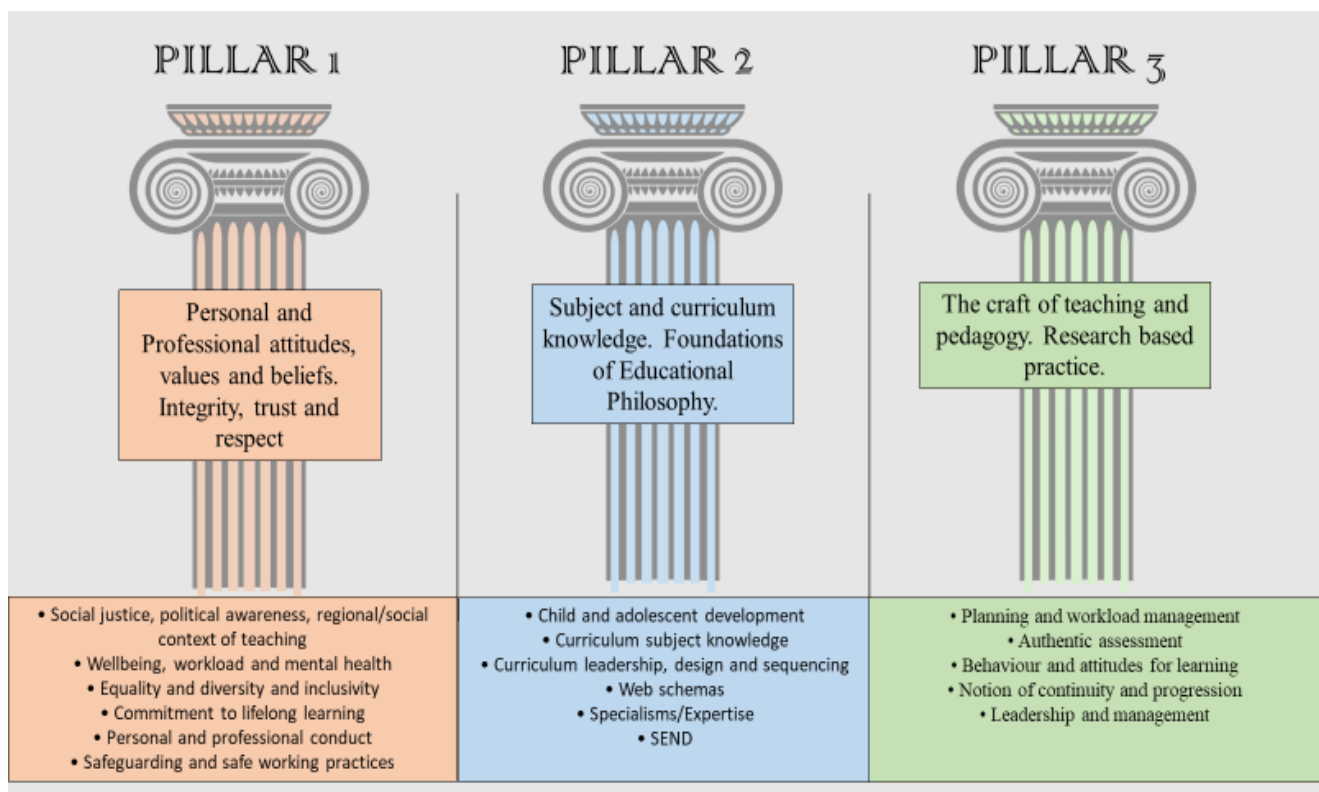 PILLAR 1
Personal and
Professional attitudes,
values and beliefs.
Integrity, trust and
respect
• Social justice, political awareness, regional/social
context of teaching
• Wellbeing, workload and mental health
• Equality and diversity and inclusivity
• Commitment to lifelong learning
• Personal and professional conduct
• Safeguarding and safe working practices
PILLAR 2
Subject and curriculum
knowledge. Foundations
of Educational
Philosophy.
• Child and adolescent development
• Curriculum subject knowledge
• Curriculum leadership, design and sequencing
• Web schemas
• Specialisms/Expertise
• SEND
PILLAR 3
The craft of teaching and
pedagogy. Research based
practice.
• Planning and workload management
• Authentic assessment
• Behaviour and attitudes for learning
• Notion of continuity and progression
• Leadership and management